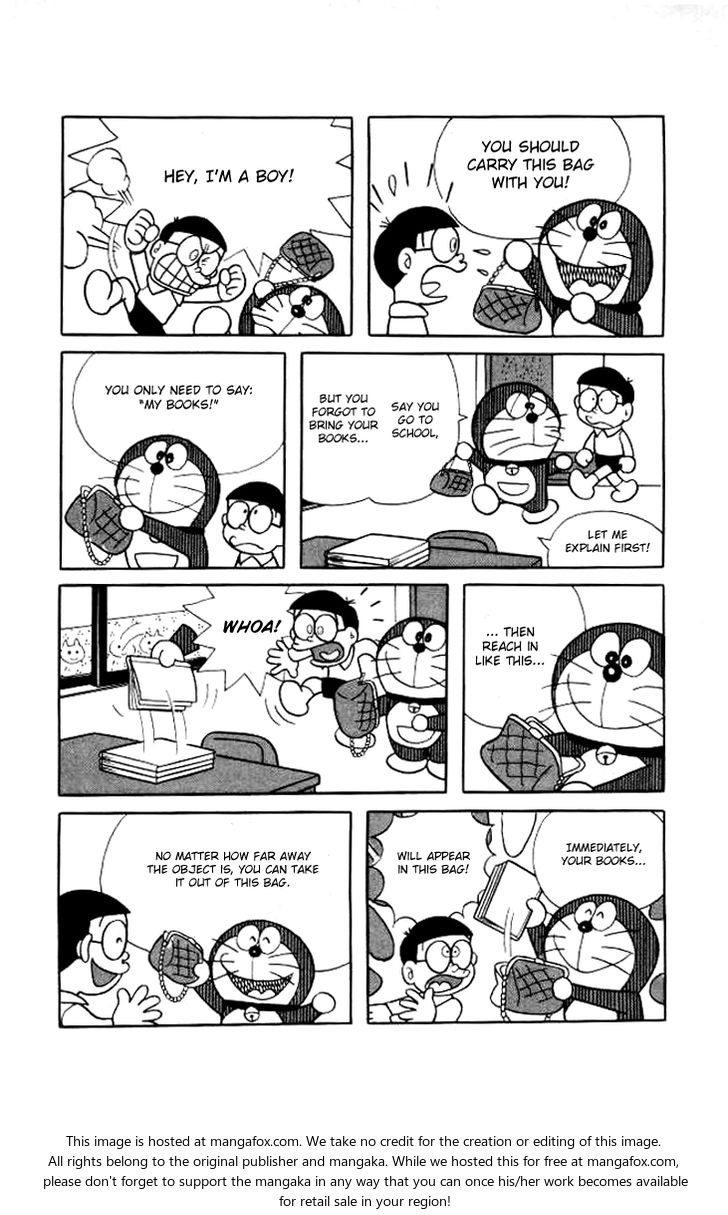 YOU SHOULD
CARRY THIS BAG
WITH YOU!
HEY, I'M A BOY!
LET ME
EXPLAIN FIRST!
SAY YOU
GO TO
SCHOOL,
BUT YOU
FORGOT TO
BRING YOUR
BOOKS...
YOU ONLY NEED TO SAY:
"MY BOOKS!"
... THEN
REACH IN
LIKE THIS...
WHOA!
IMMEDIATELY,
YOUR BOOKS...
WILL APPEAR
IN THIS BAG!
NO MATTER HOW FAR AWAY
THE OBJECT IS, YOU CAN TAKE
IT OUT OF THIS BAG.
This image is hosted at mangafox.com. We take no credit for the creation or editing of this image.
All rights belong to the original publisher and mangaka. While we hosted this for free at mangafox.com,
please don't forget to support the mangaka in any way that you can once his/her work becomes available
for retail sale in your region!